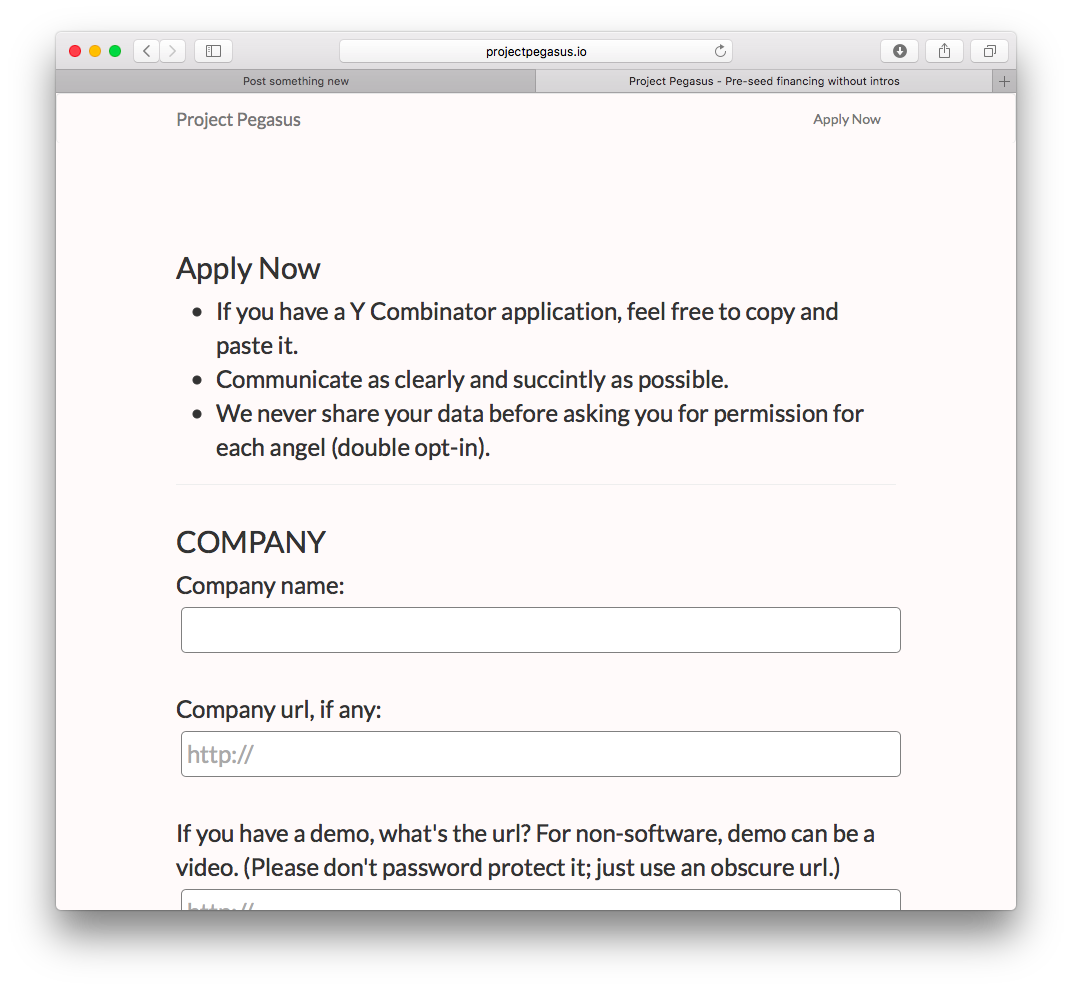 projectpegasus.io
Post something new
Project Pegasus - Pre-seed financing without intros
Project Pegasus
Apply Now
Apply Now
If you have a Y Combinator application, feel free to copy and
paste it.
Communicate as clearly and succintly as possible.
We never share your data before asking you for permission for
each angel (double opt-in).
COMPANY
Company name:
Company url, if any:
http://
If you have a demo, what's the url? For non-software, demo can be a
video. (Please don't password protect it; just use an obscure url.)
http://